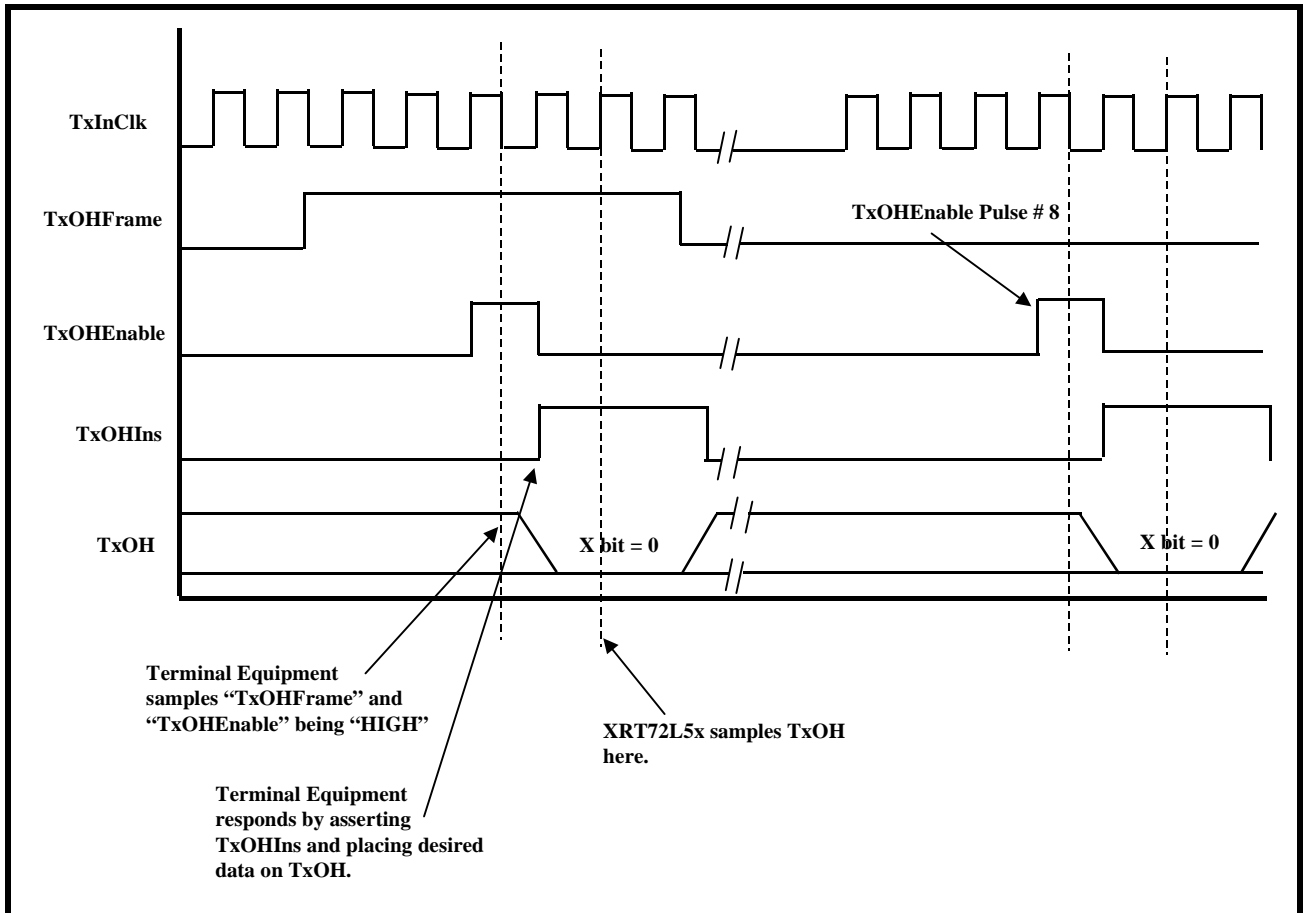 TxInClk
TxOHFrame
TxOHEnable Pulse # 8
TxOHEnable
TxOHIns
TxOH
X bit = 0
X bit = 0
Terminal Equipment
samples “TxOHFrame” and
“TxOHEnable” being “HIGH”
XRT72L5x samples TxOH
here.
Terminal Equipment
responds by asserting
TxOHIns and placing desired
data on TxOH.